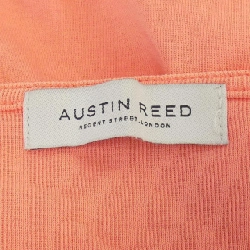 AUSTIN REED
REGENT STREET, LONDON